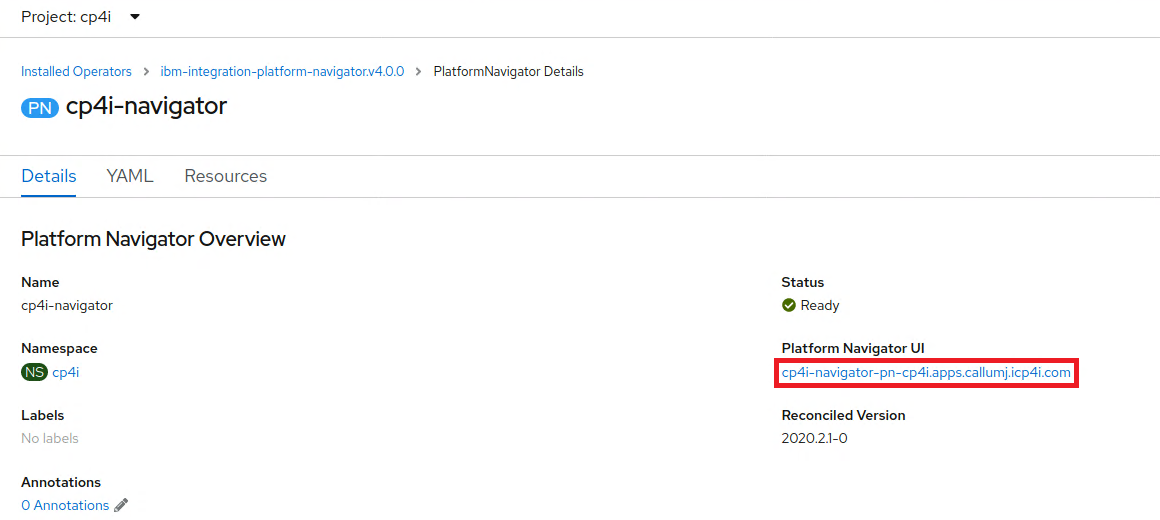 Project: cp4i
Installed Operators > ibm-integration-platform-navigator.v4.0.0 > PlatformNavigator Details
PN cp4i-navigator
Details YAML Resources
Platform Navigator Overview
Name
cp4i-navigator
Namespace
NS cp4i
Labels
No labels
Annotations
0 Annotations
Status
Ready
Platform Navigator UI
cp4i-navigator-pn-cp4i.apps.callumj.icp4i.com
Reconciled Version
2020.2.1-0